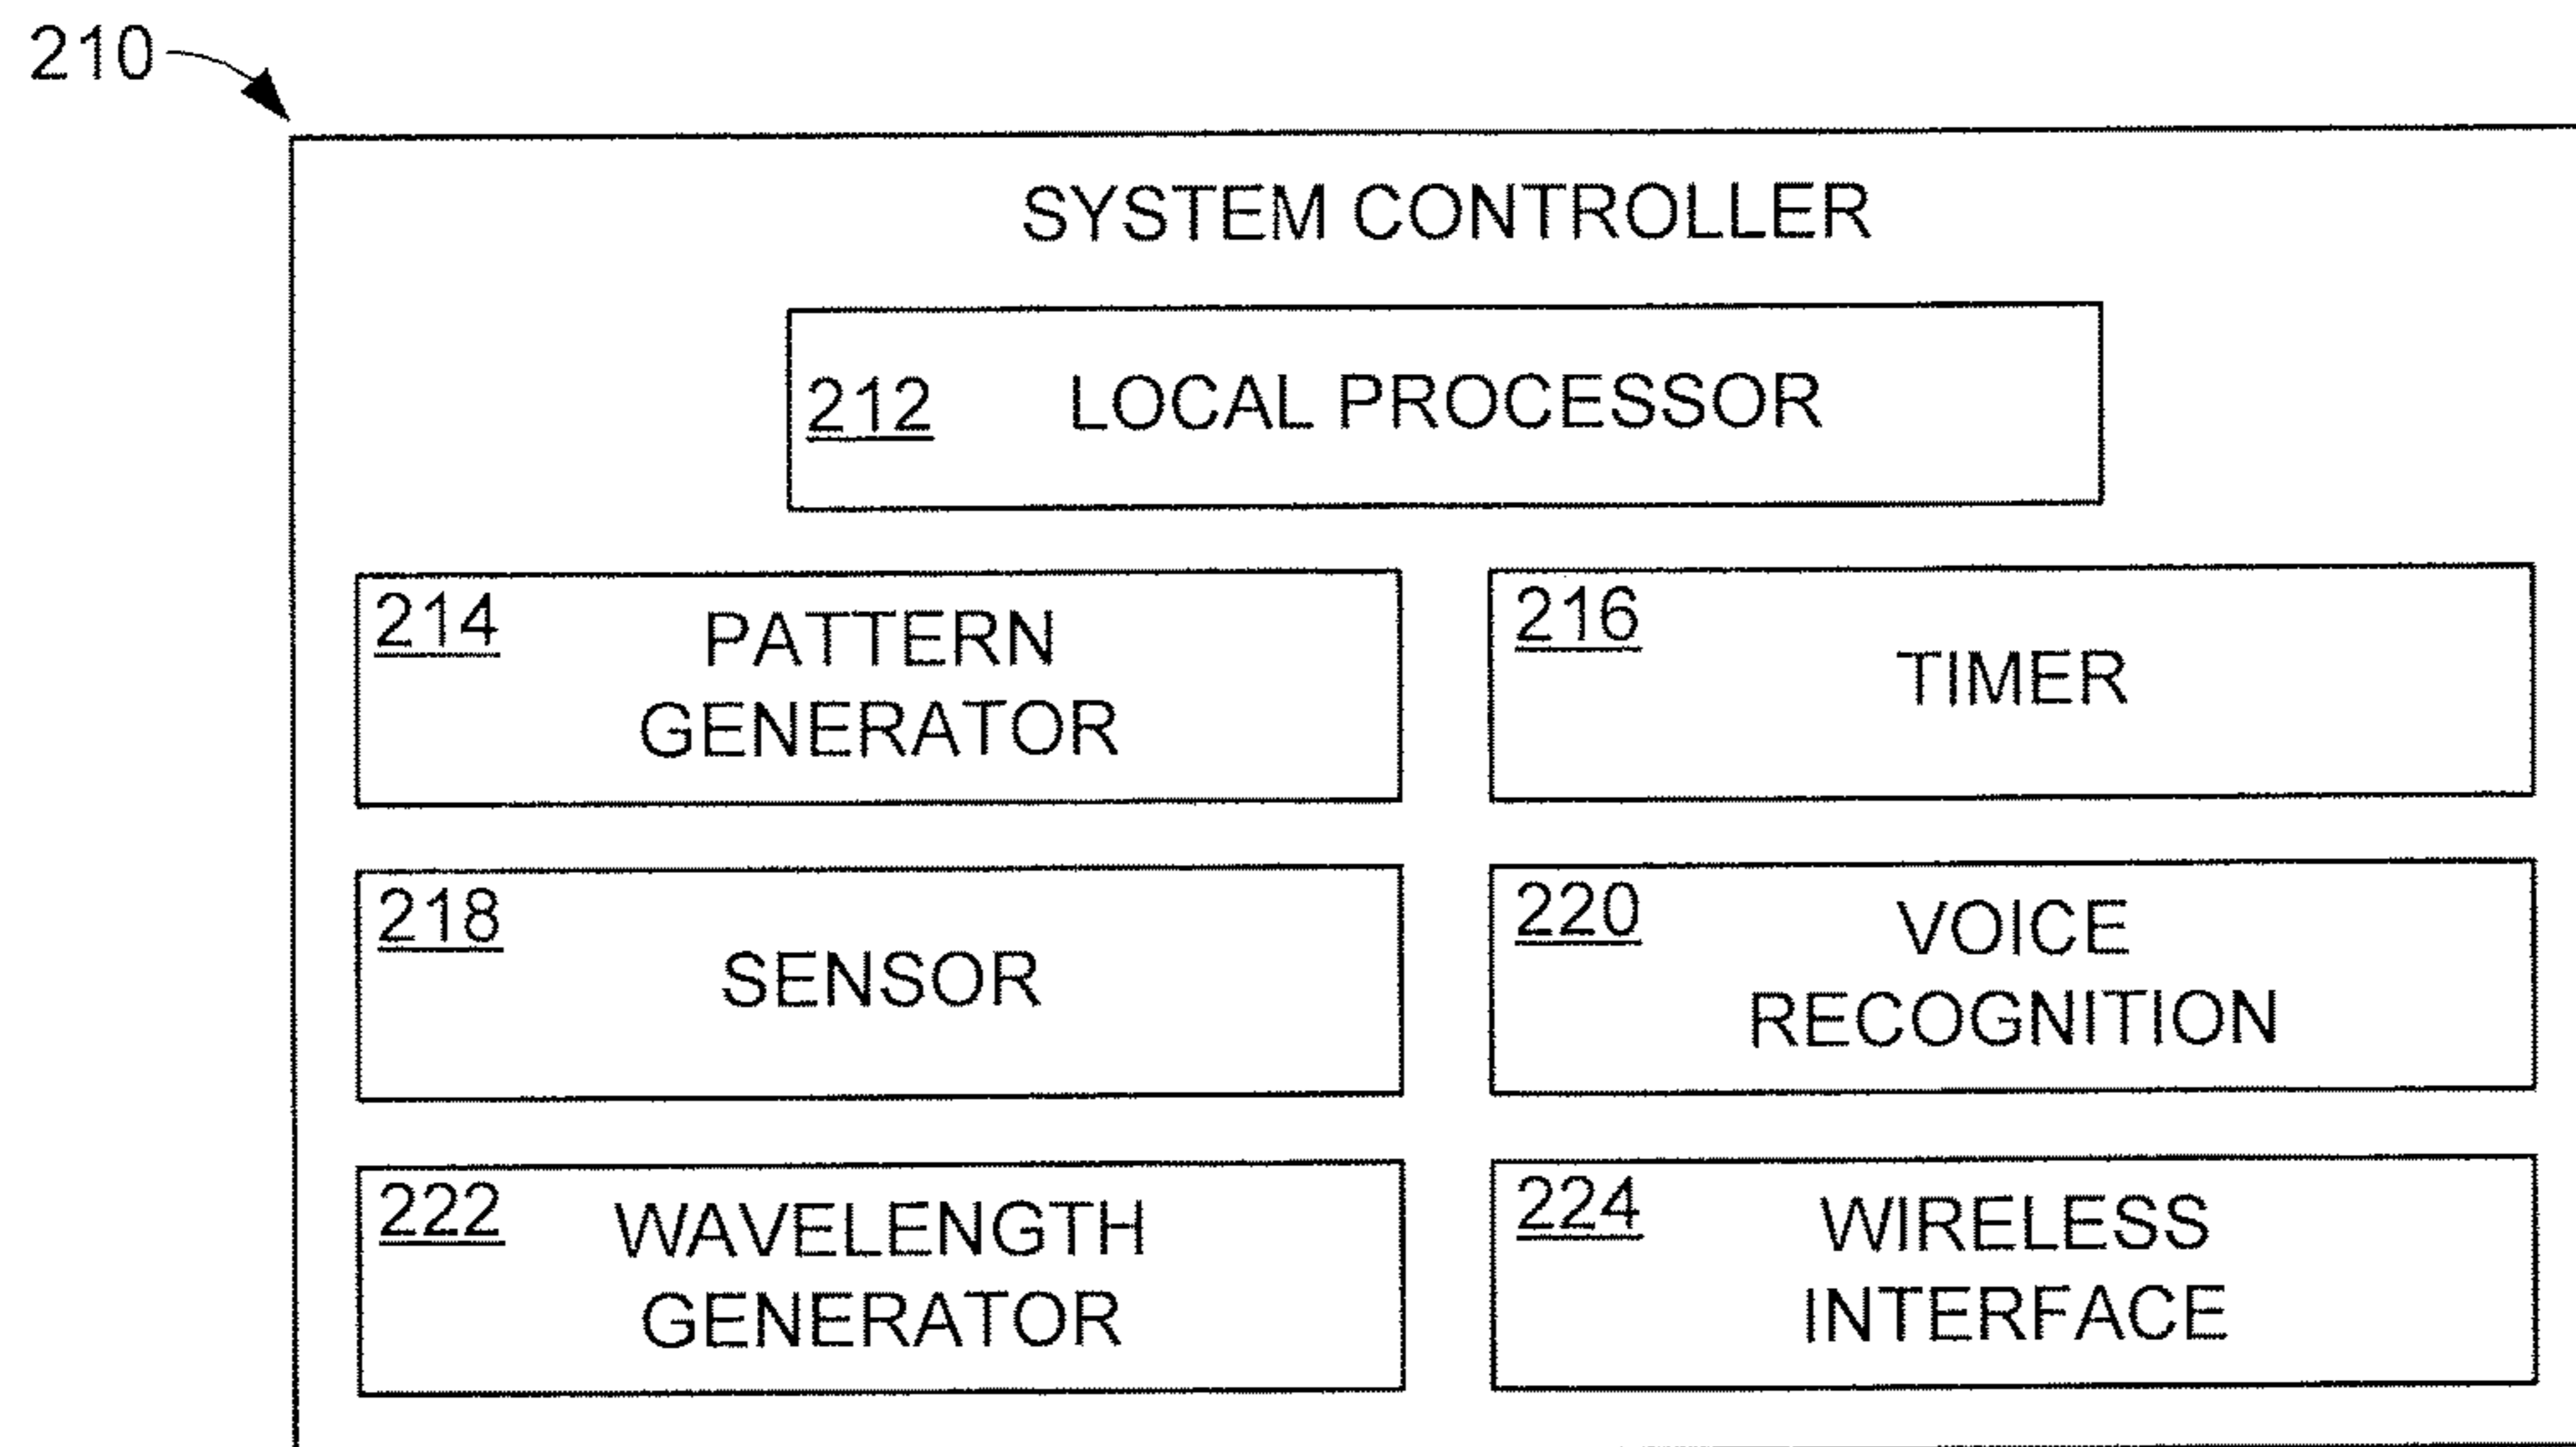 210
SYSTEM CONTROLLER
212 LOCAL PROCESSOR
214 PATTERN
GENERATOR
216 TIMER
218 SENSOR
220 VOICE
RECOGNITION
222 WAVELENGTH
GENERATOR
224 WIRELESS
INTERFACE